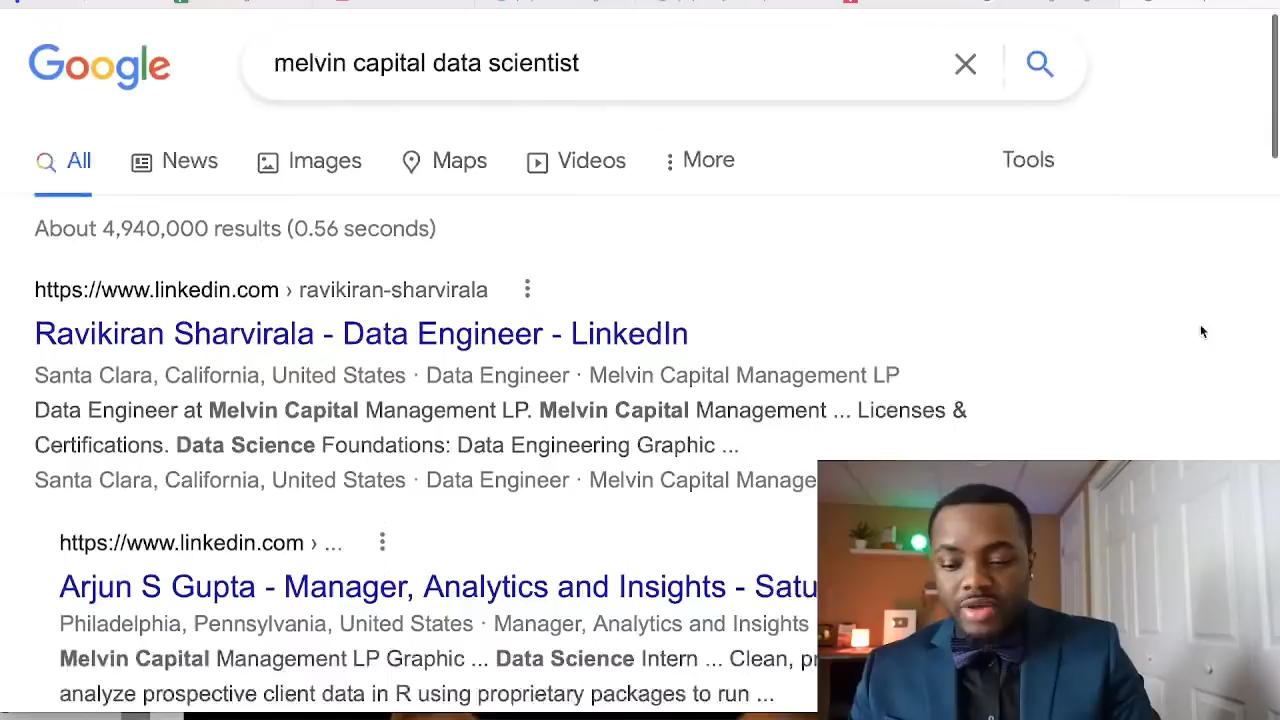 Google
melvin capital data scientist
All News Images Maps Videos More Tools
About 4,940,000 results (0.56 seconds)
https://www.linkedin.com › ravikiran-sharvirala
Ravikiran Sharvirala - Data Engineer - LinkedIn
Santa Clara, California, United States · Data Engineer · Melvin Capital Management LP
Data Engineer at Melvin Capital Management LP. Melvin Capital Management ... Licenses &
Certifications. Data Science Foundations: Data Engineering Graphic ...
Santa Clara, California, United States · Data Engineer · Melvin Capital Manage
https://www.linkedin.com › ...
Arjun S Gupta - Manager, Analytics and Insights - Satu
Philadelphia, Pennsylvania, United States · Manager, Analytics and Insights
Melvin Capital Management LP Graphic ... Data Science Intern ... Clean, pr
analyze prospective client data in R using proprietary packages to run ...